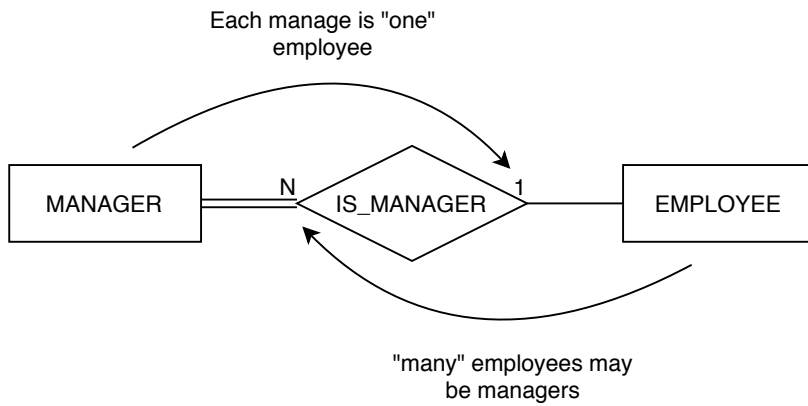 Each manage is "one"
employee
MANAGER
N
IS_MANAGER
1
EMPLOYEE
"many" employees may
be managers